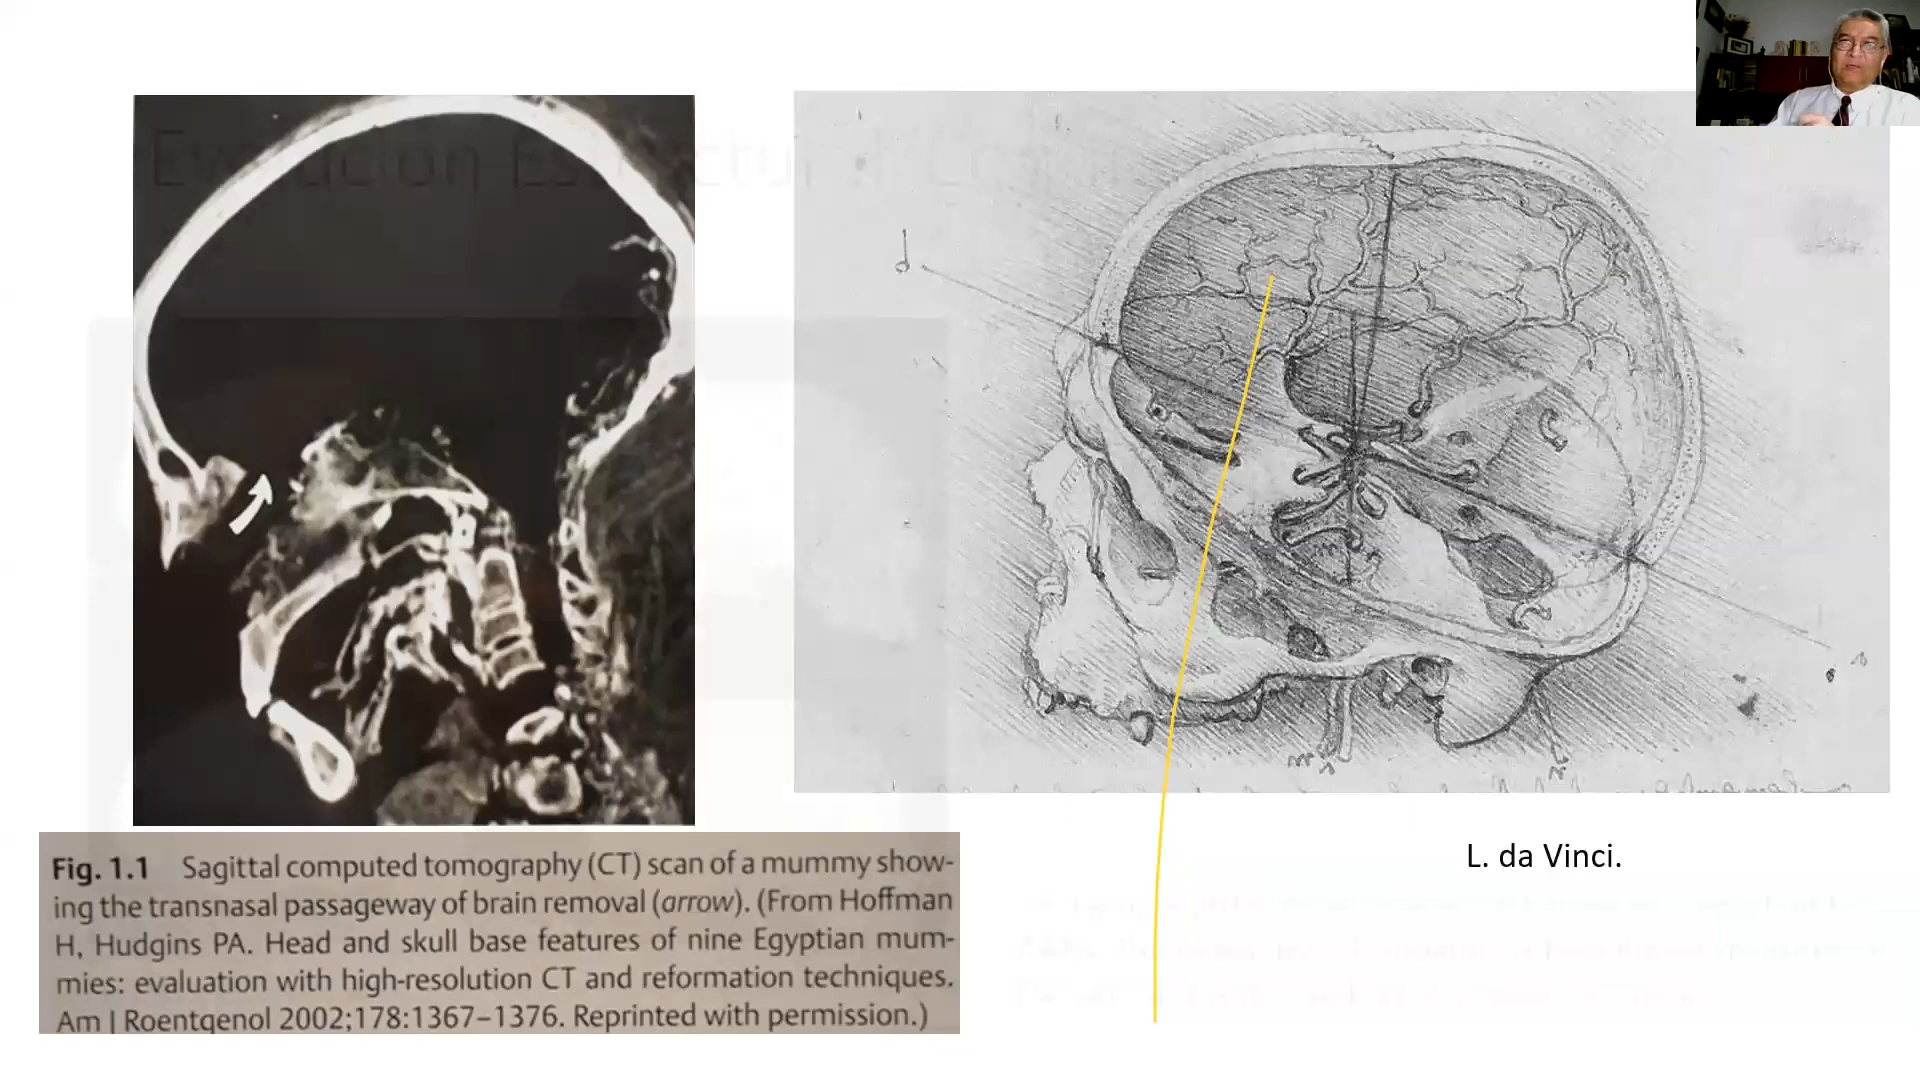 Fig. 1.1 Sagittal computed tomography (CT) scan of a mummy show-
ing the transnasal passageway of brain removal (arrow). (From Hoffman
H, Hudgins PA. Head and skull base features of nine Egyptian mum-
mies: evaluation with high-resolution CT and reformation techniques.
Am J Roentgenol 2002;178:1367–1376. Reprinted with permission.)
L. da Vinci.